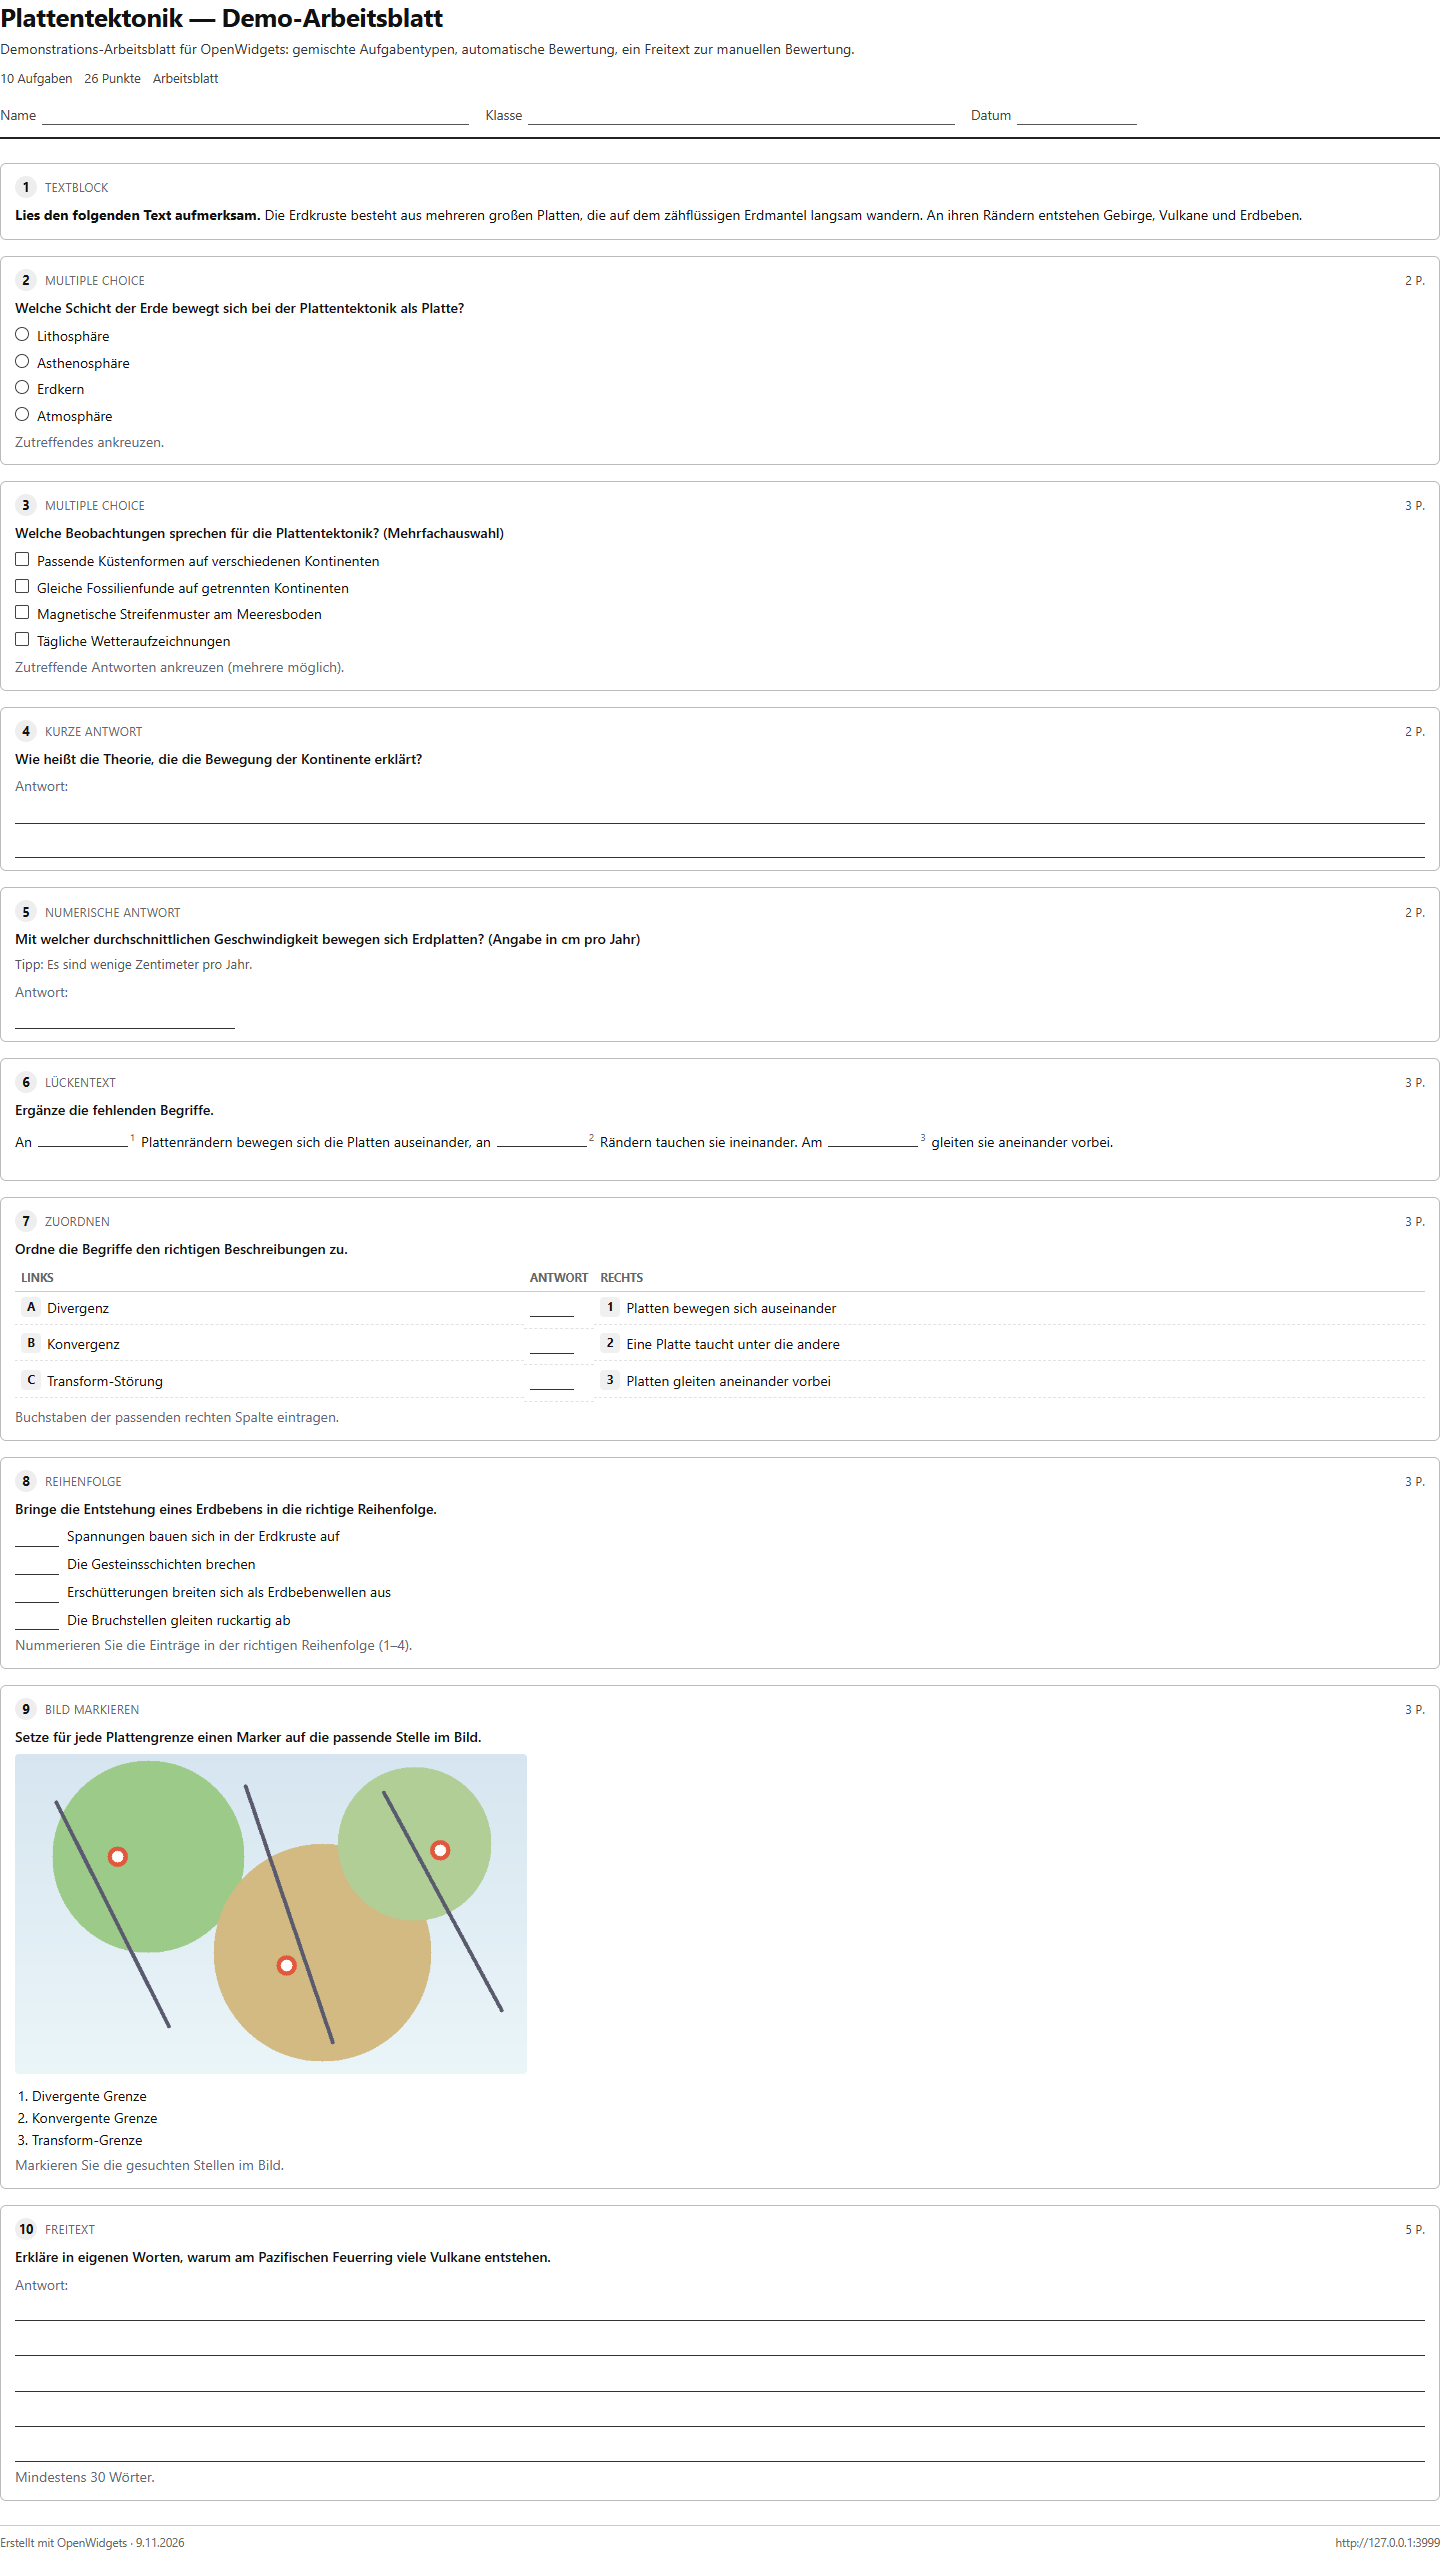 Plattentektonik — Demo-Arbeitsblatt
Demonstrations-Arbeitsblatt für OpenWidgets: gemischte Aufgabentypen, automatische Bewertung, ein Freitext zur manuellen Bewertung.
10 Aufgaben 26 Punkte Arbeitsblatt
Name Klasse Datum
1 TEXTBLOCK
Lies den folgenden Text aufmerksam. Die Erdkruste besteht aus mehreren großen Platten, die auf dem zähflüssigen Erdmantel langsam wandern. An ihren Rändern entstehen Gebirge, Vulkane und Erdbeben.
2 MULTIPLE CHOICE 2 P.
Welche Schicht der Erde bewegt sich bei der Plattentektonik als Platte?
Lithosphäre
Asthenosphäre
Erdkern
Atmosphäre
Zutreffendes ankreuzen.
3 MULTIPLE CHOICE 3 P.
Welche Beobachtungen sprechen für die Plattentektonik? (Mehrfachauswahl)
Passende Küstenformen auf verschiedenen Kontinenten
Gleiche Fossilienfunde auf getrennten Kontinenten
Magnetische Streifenmuster am Meeresboden
Tägliche Wetteraufzeichnungen
Zutreffende Antworten ankreuzen (mehrere möglich).
4 KURZE ANTWORT 2 P.
Wie heißt die Theorie, die die Bewegung der Kontinente erklärt?
Antwort:
5 NUMERISCHE ANTWORT 2 P.
Mit welcher durchschnittlichen Geschwindigkeit bewegen sich Erdplatten? (Angabe in cm pro Jahr)
Tipp: Es sind wenige Zentimeter pro Jahr.
Antwort:
6 LÜCKENTEXT 3 P.
Ergänze die fehlenden Begriffe.
An ____ 1 Plattenrändern bewegen sich die Platten auseinander, an ____ 2 Rändern tauchen sie ineinander. Am ____ 3 gleiten sie aneinander vorbei.
7 ZUORDNEN 3 P.
Ordne die Begriffe den richtigen Beschreibungen zu.
LINKS ANTWORT RECHTS
A Divergenz ____ 1 Platten bewegen sich auseinander
B Konvergenz ____ 2 Eine Platte taucht unter die andere
C Transform-Störung ____ 3 Platten gleiten aneinander vorbei
Buchstaben der passenden rechten Spalte eintragen.
8 REIHENFOLGE 3 P.
Bringe die Entstehung eines Erdbebens in die richtige Reihenfolge.
____ Spannungen bauen sich in der Erdkruste auf
____ Die Gesteinsschichten brechen
____ Erschütterungen breiten sich als Erdbebenwellen aus
____ Die Bruchstellen gleiten ruckartig ab
Nummerieren Sie die Einträge in der richtigen Reihenfolge (1–4).
9 BILD MARKIEREN 3 P.
Setze für jede Plattengrenze einen Marker auf die passende Stelle im Bild.
1. Divergente Grenze
2. Konvergente Grenze
3. Transform-Grenze
Markieren Sie die gesuchten Stellen im Bild.
10 FREITEXT 5 P.
Erkläre in eigenen Worten, warum am Pazifischen Feuerring viele Vulkane entstehen.
Antwort:
Mindestens 30 Wörter.
Erstellt mit OpenWidgets · 9.11.2026 http://127.0.0.1:3999